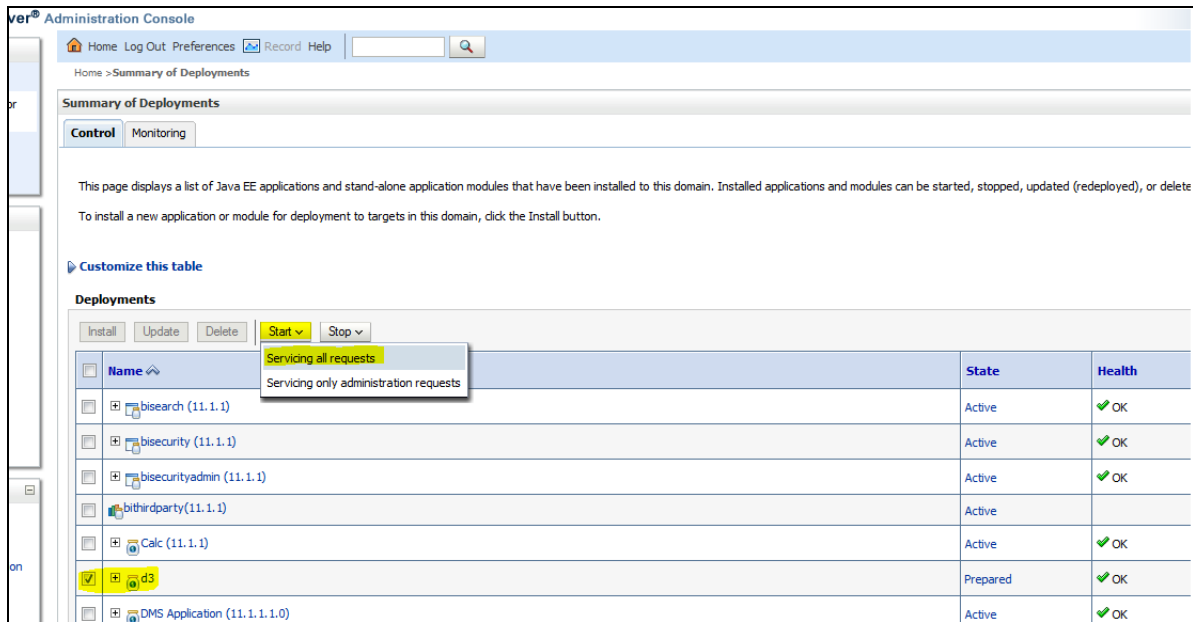 ver® Administration Console
Home Log Out Preferences Record Help
Home >Summary of Deployments
or
Summary of Deployments
Control Monitoring
This page displays a list of Java EE applications and stand-alone application modules that have been installed to this domain. Installed applications and modules can be started, stopped, updated (redeployed), or delete
To install a new application or module for deployment to targets in this domain, click the Install button.
Customize this table
Deployments
Install Update Delete Start Stop
Servicing all requests
Servicing only administration requests
Name State Health
bisearch (11.1.1) Active OK
bisecurity (11.1.1) Active OK
bisecurityadmin (11.1.1) Active OK
bithirdparty(11.1.1) Active
Calc (11.1.1) Active OK
on
d3 Prepared OK
DMS Application (11.1.1.1.0) Active OK